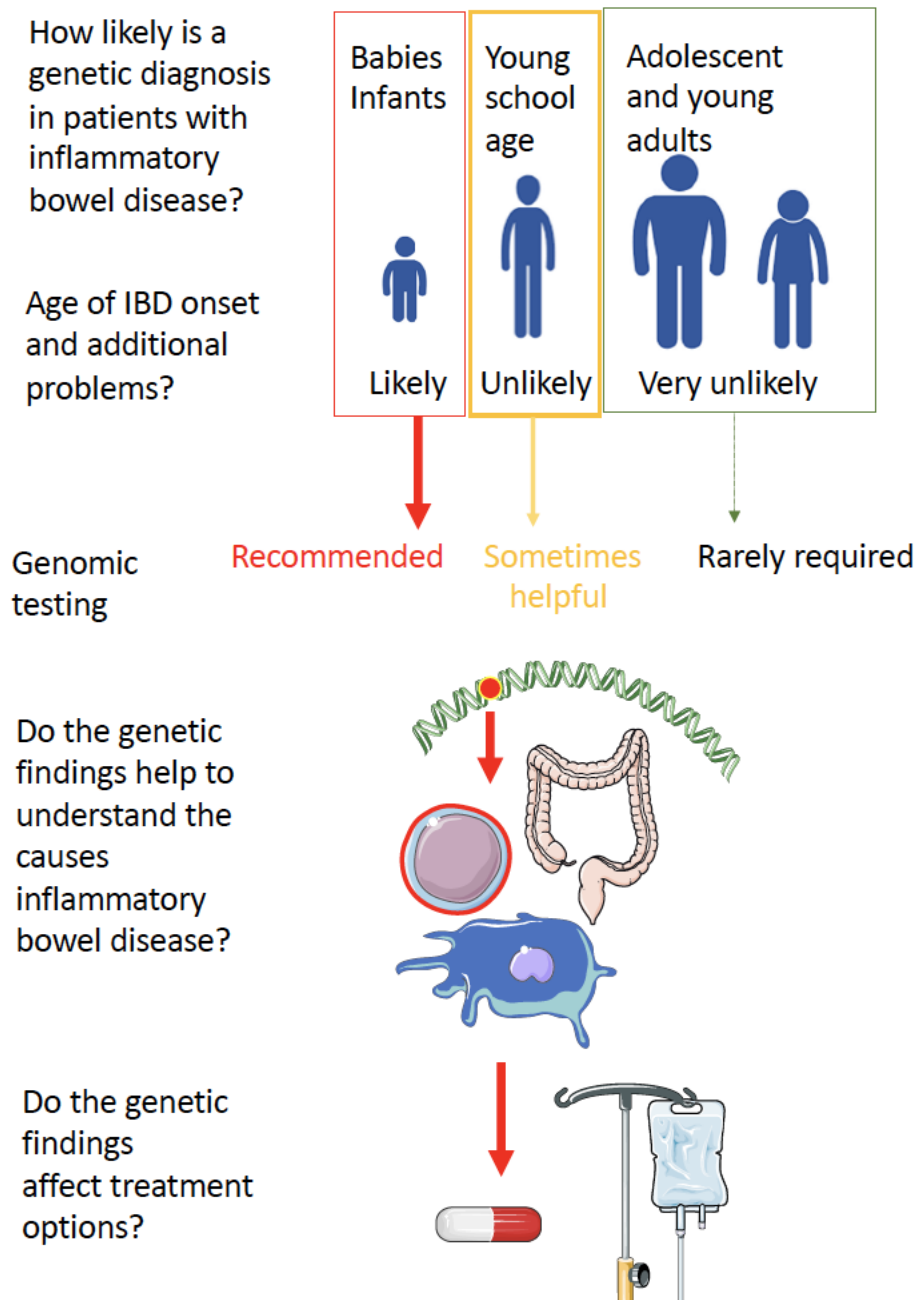 How likely is a
genetic diagnosis
in patients with
inflammatory
bowel disease?
Babies
Infants
Young
school
age
Adolescent
and young
adults
Age of IBD onset
and additional
problems?
Likely
Unlikely
Very unlikely
Genomic
testing
Recommended
Sometimes
helpful
Rarely required
Do the genetic
findings help to
understand the
causes
inflammatory
bowel disease?
Do the genetic
findings
affect treatment
options?